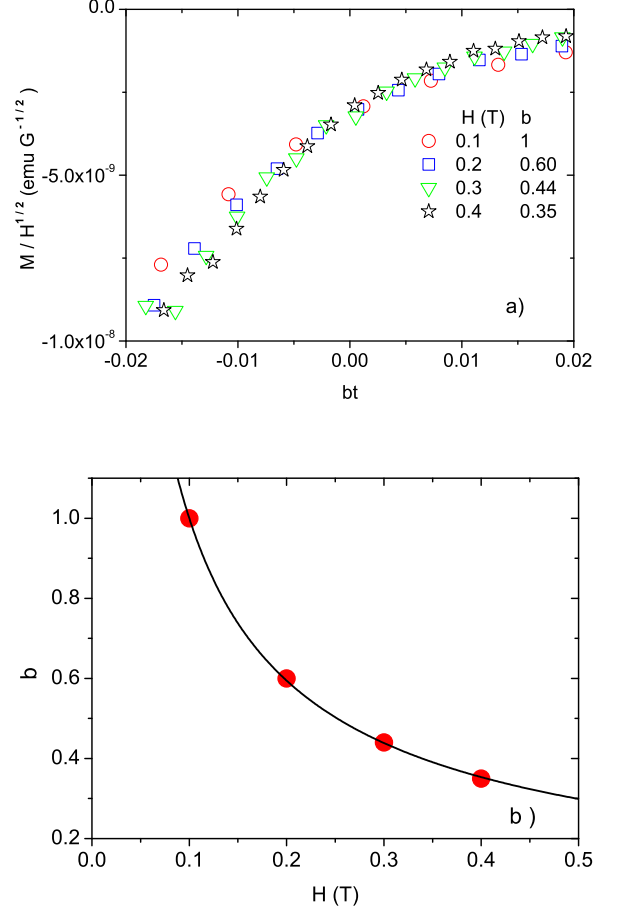 0.0
-5.0x10⁻⁹
-1.0x10⁻⁸
M / H^1/2 (emu G^-1/2)
H (T) b
0.1 1
0.2 0.60
0.3 0.44
0.4 0.35
a)
-0.02 -0.01 0.00 0.01 0.02
bt
1.0
0.8
0.6
0.4
0.2
b
b )
0.0 0.1 0.2 0.3 0.4 0.5
H (T)